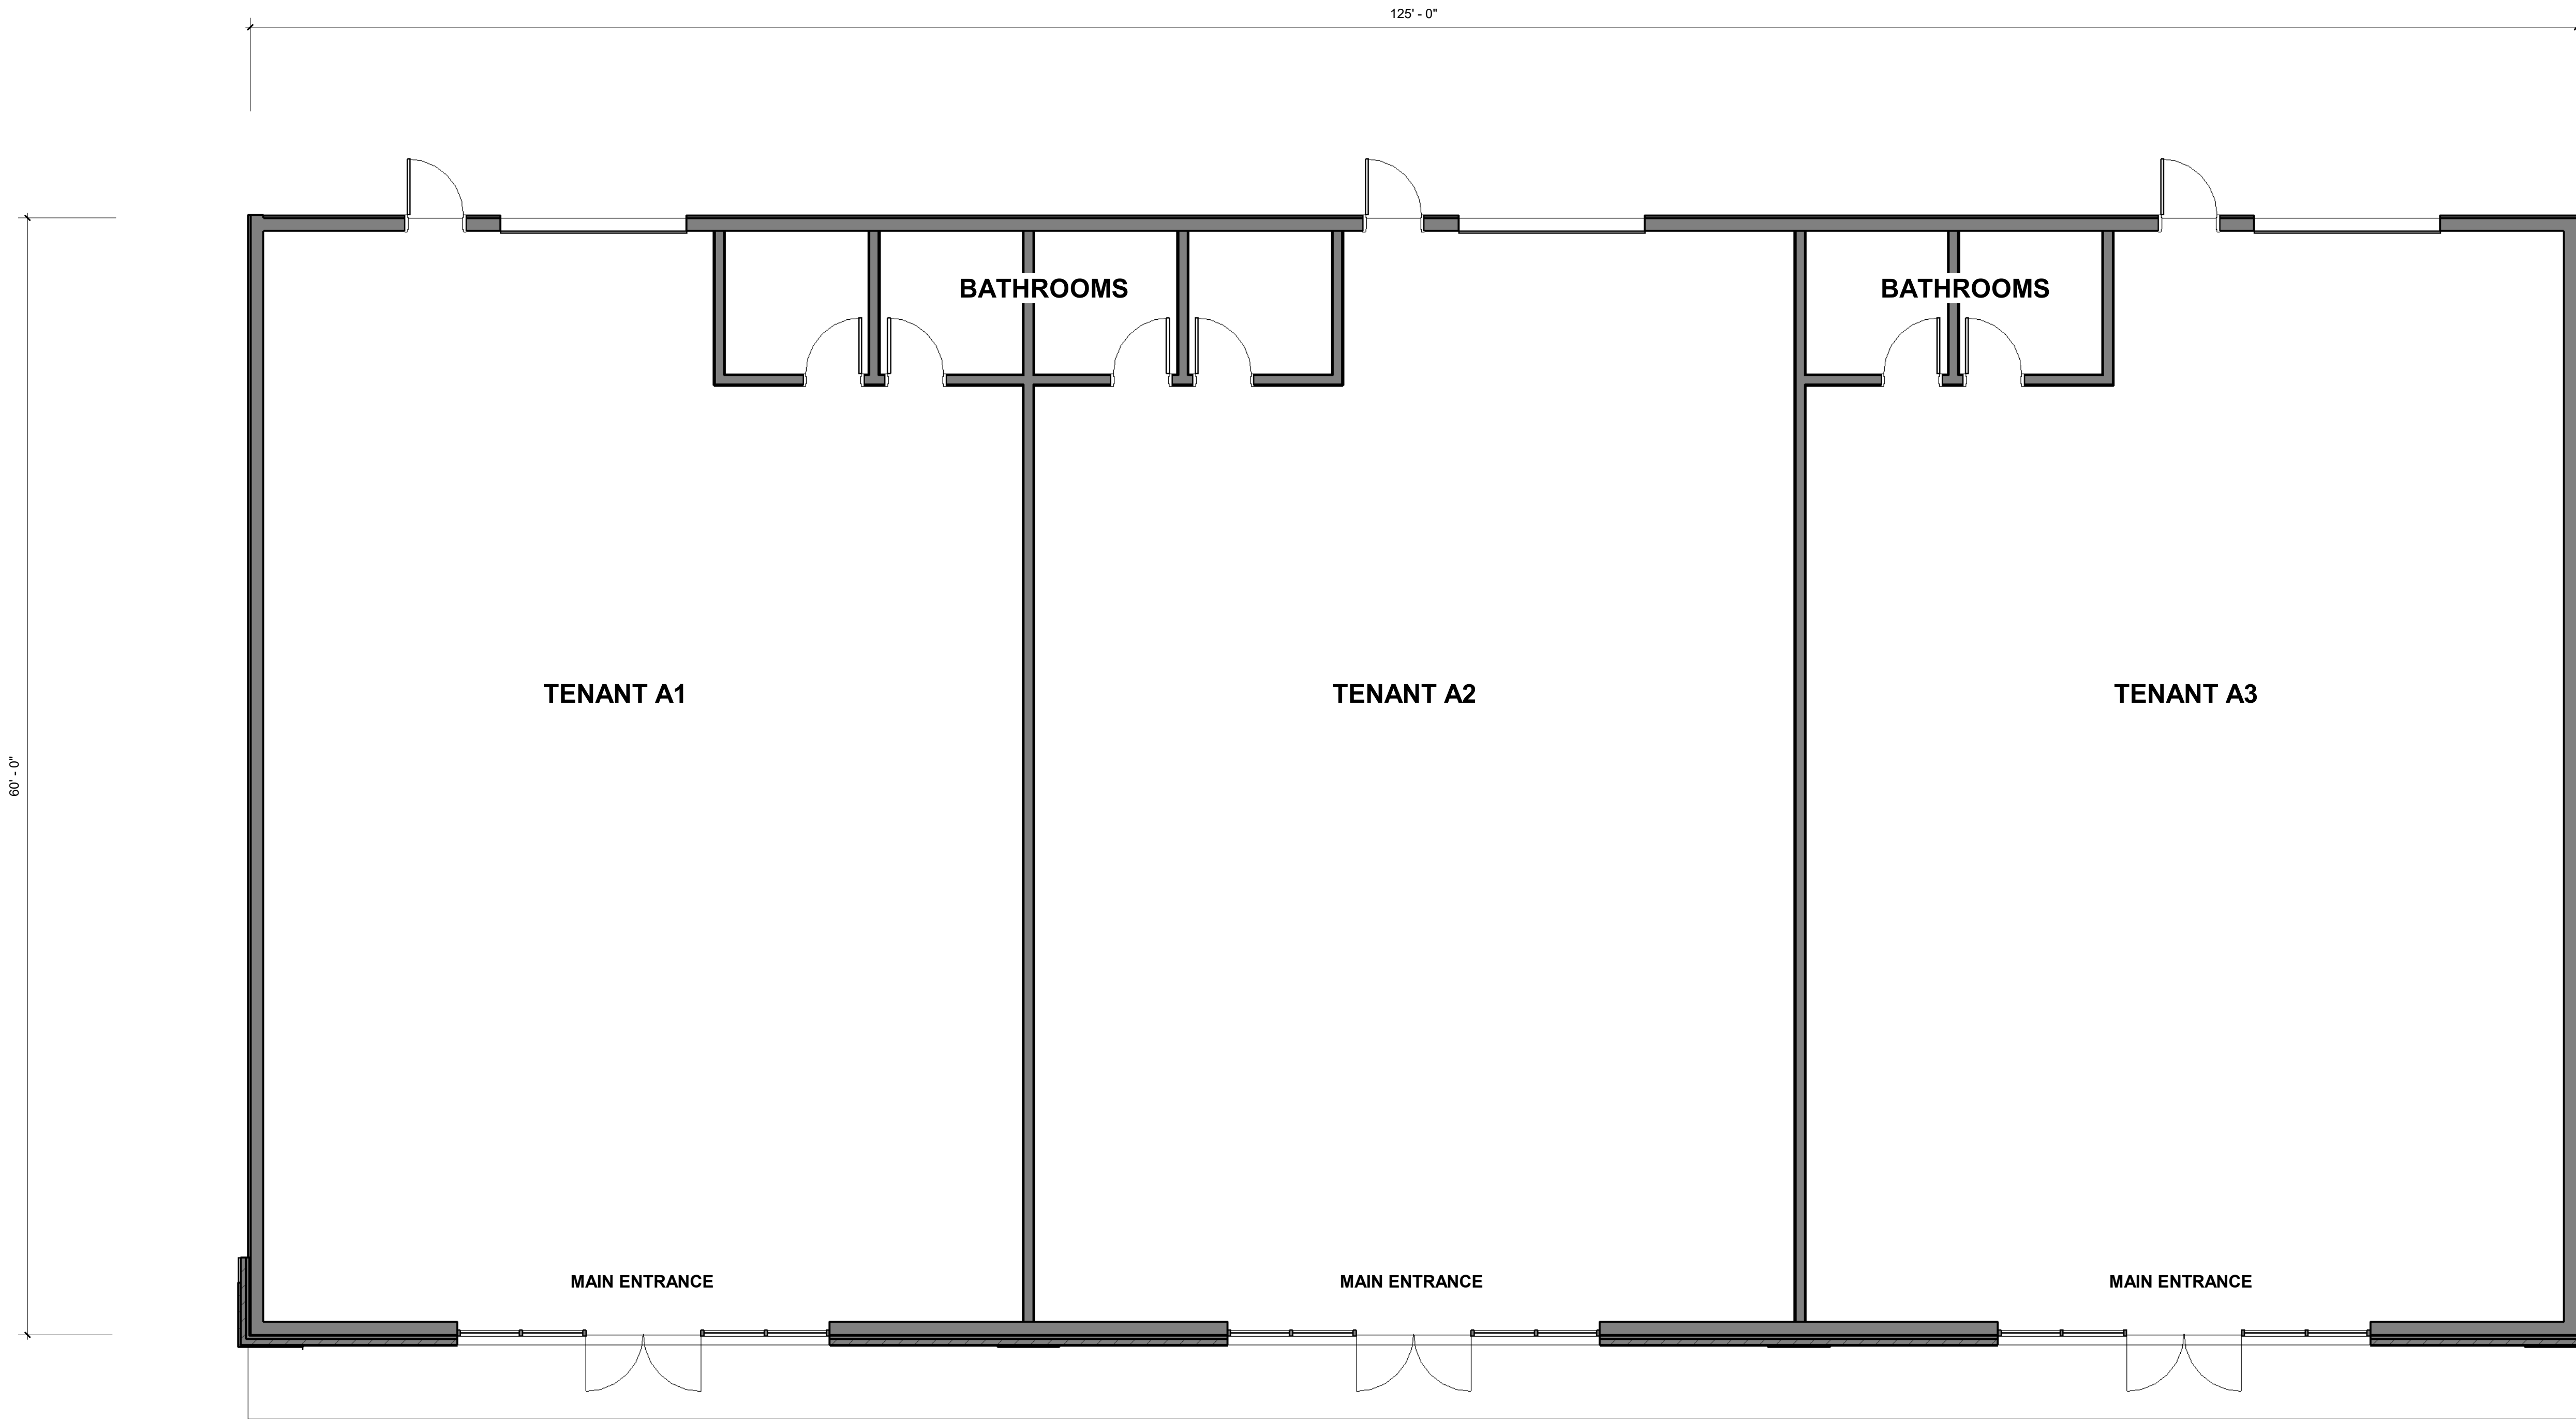 125' - 0"
BATHROOMS
BATHROOMS
TENANT A1
TENANT A2
TENANT A3
60' - 0"
MAIN ENTRANCE
MAIN ENTRANCE
MAIN ENTRANCE